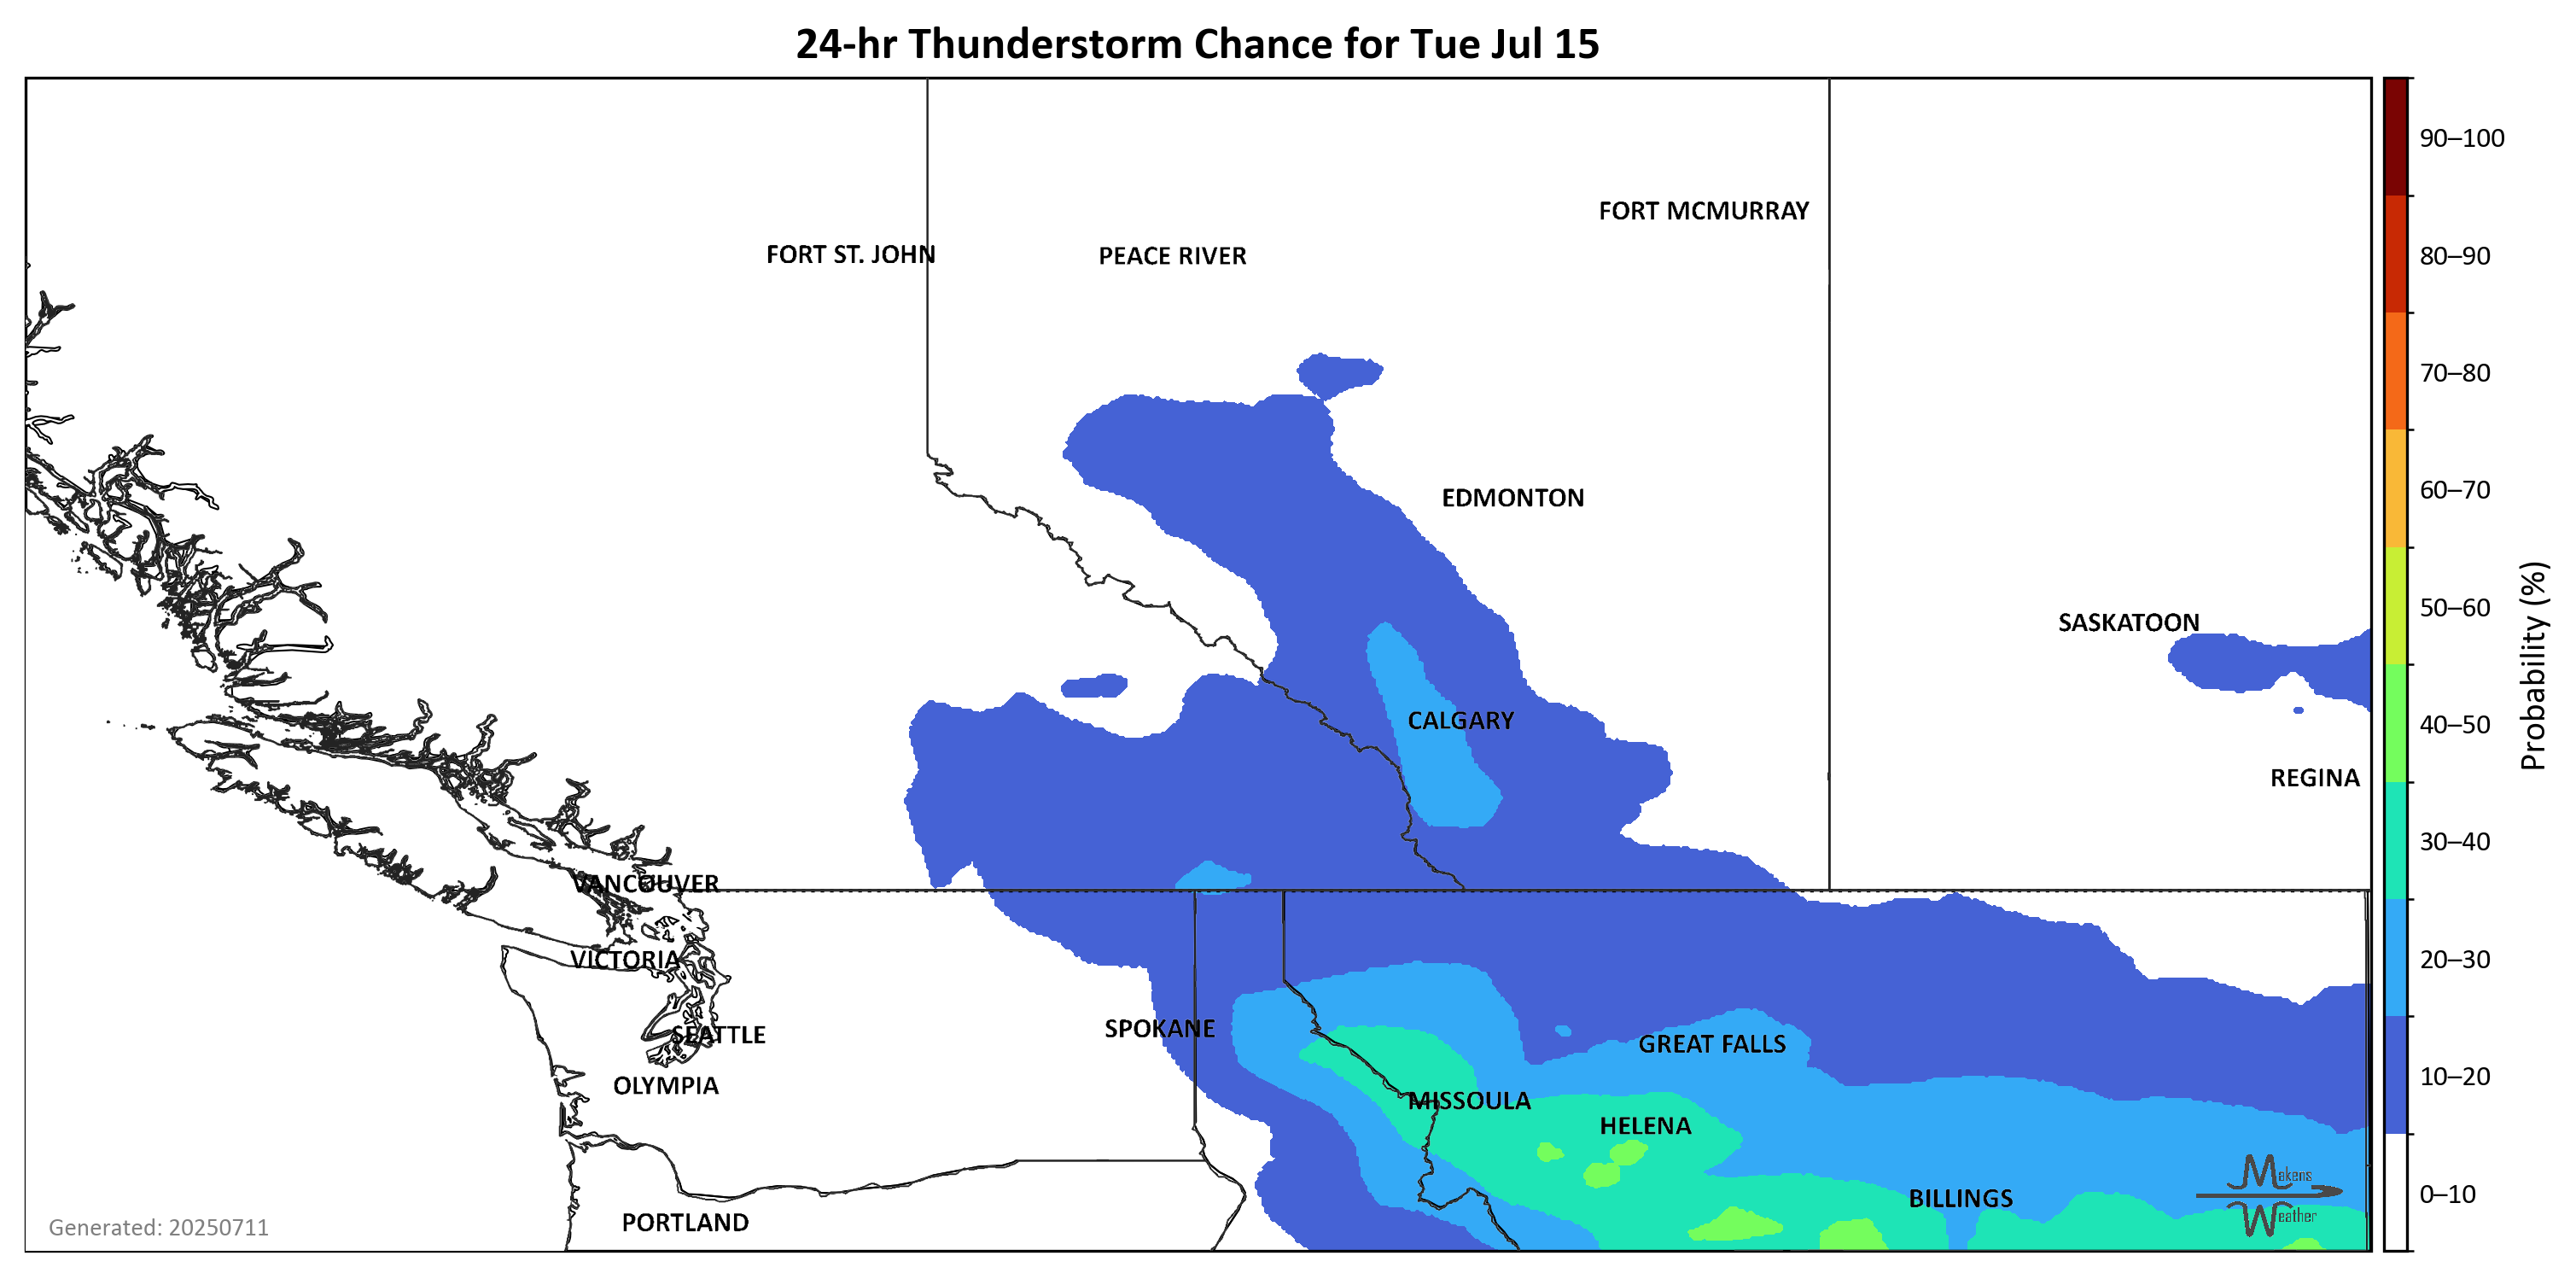 24-hr Thunderstorm Chance for Tue Jul 15
FORT MCMURRAY
FORT ST. JOHN
PEACE RIVER
EDMONTON
SASKATOON
CALGARY
REGINA
VANCOUVER
VICTORIA
SPOKANE
SEATTLE
GREAT FALLS
OLYMPIA
MISSOULA
HELENA
BILLINGS
PORTLAND
Makens
Weather
Generated: 20250711
90–100
80–90
70–80
60–70
50–60
40–50
30–40
20–30
10–20
0–10
Probability (%)